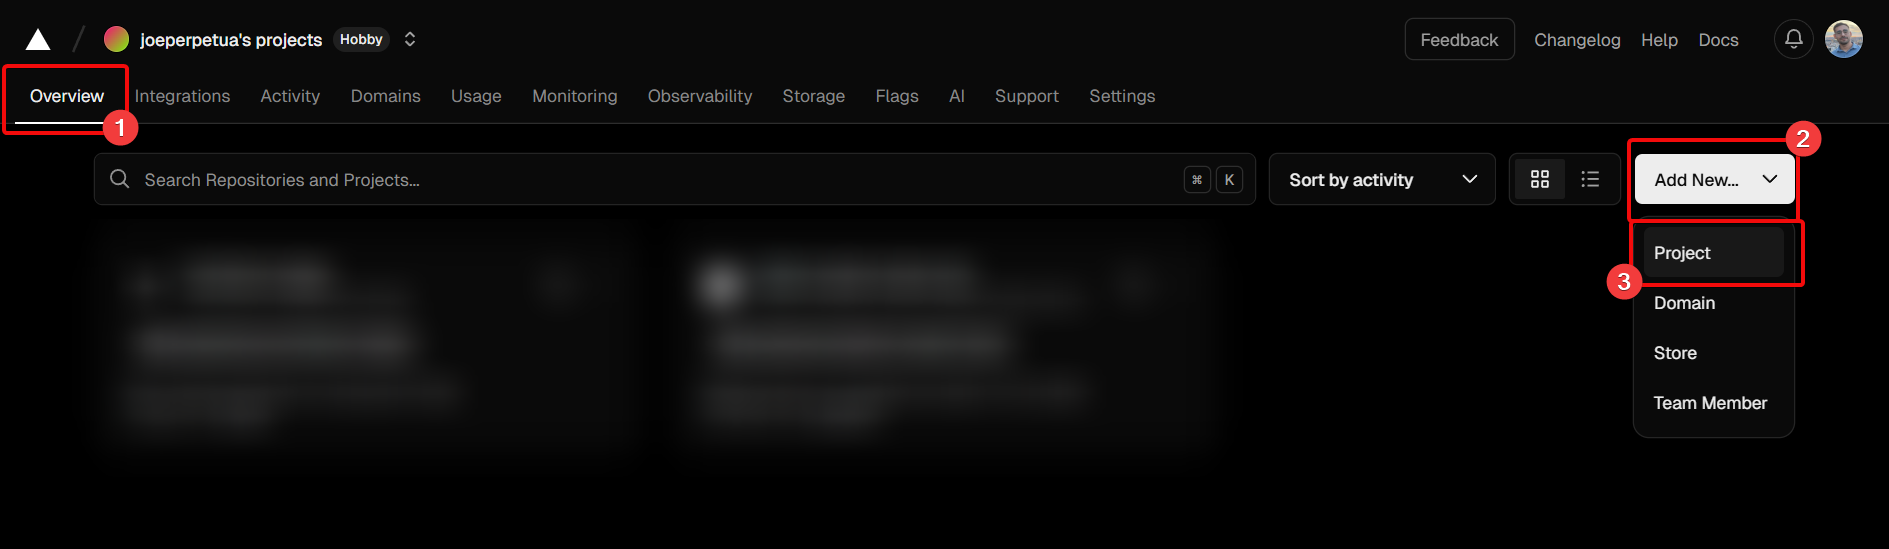 joeperpetua's projects Hobby
Feedback Changelog Help Docs
Overview Integrations Activity Domains Usage Monitoring Observability Storage Flags AI Support Settings
1
2
Search Repositories and Projects... ⌘ K Sort by activity Add New...
Project
3
Domain
Store
Team Member